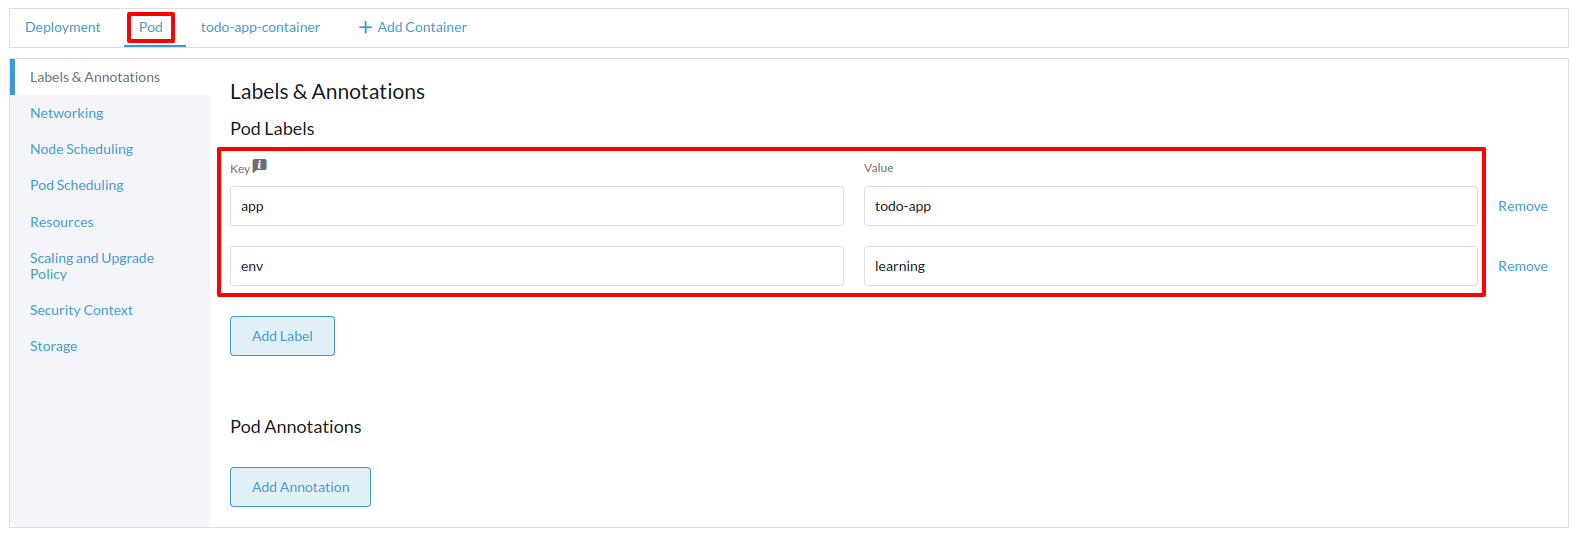 Deployment Pod todo-app-container + Add Container
Labels & Annotations
Networking
Node Scheduling
Pod Scheduling
Resources
Scaling and Upgrade
Policy
Security Context
Storage
Labels & Annotations
Pod Labels
Key Value
app todo-app Remove
env learning Remove
Add Label
Pod Annotations
Add Annotation